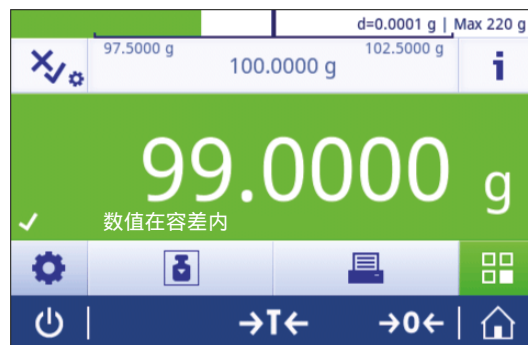 d=0.0001 g | Max 220 g
97.5000 g 102.5000 g
100.0000 g
i
99.0000 g
数值在容差内
→T← →0←